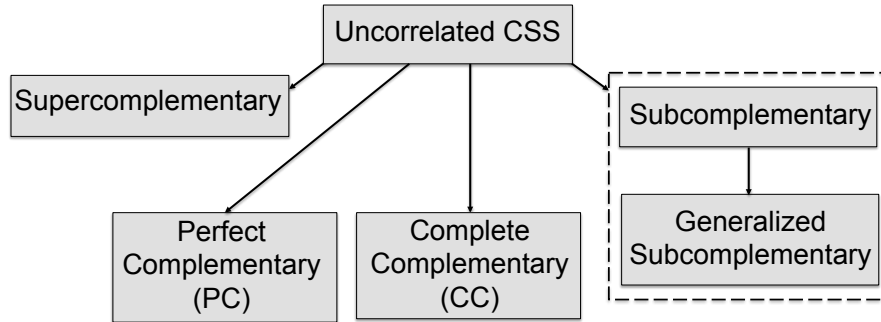 Uncorrelated CSS
Supercomplementary
Subcomplementary
Perfect
Complementary
(PC)
Complete
Complementary
(CC)
Generalized
Subcomplementary